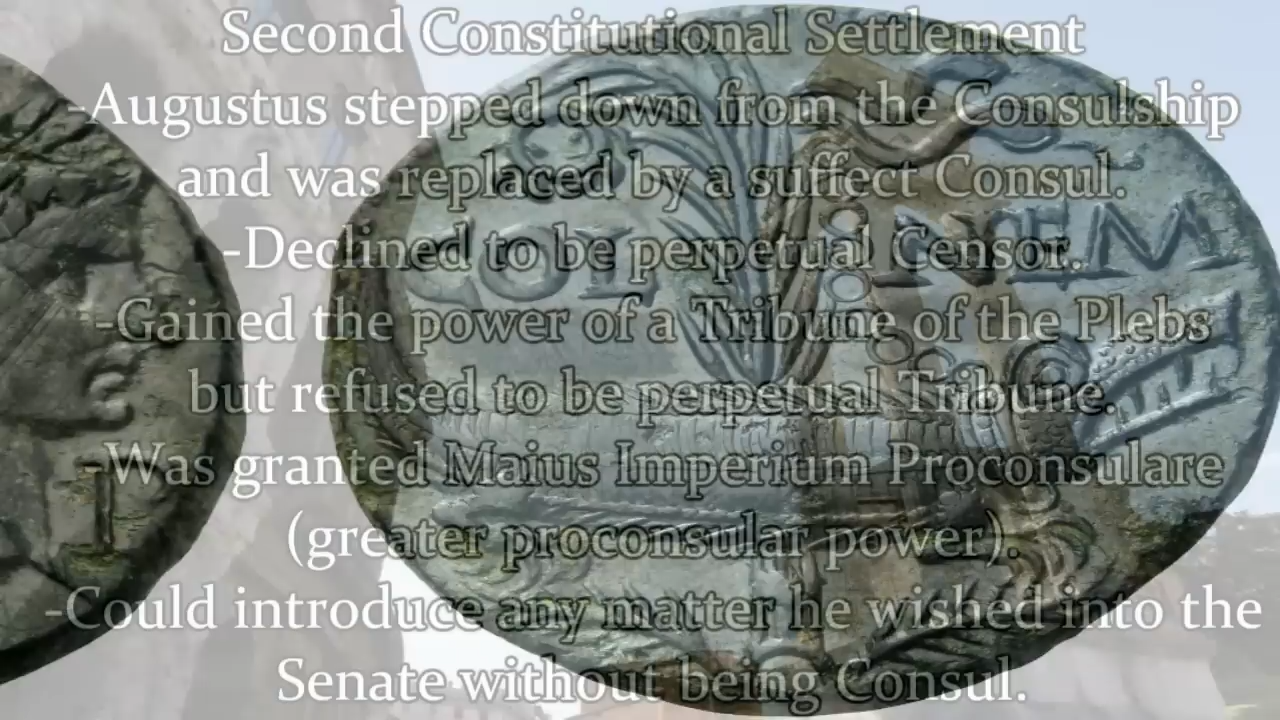 Second Constitutional Settlement
-Augustus stepped down from the Consulship
and was replaced by a suffect Consul.
-Declined to be perpetual Censor.
-Gained the power of a Tribune of the Plebs
but refused to be perpetual Tribune.
-Was granted Maius Imperium Proconsulare
(greater proconsular power).
-Could introduce any matter he wished into the
Senate without being Consul.
COL NEM
I